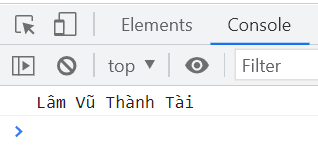 Elements Console
top Filter
Lâm Vũ Thành Tài